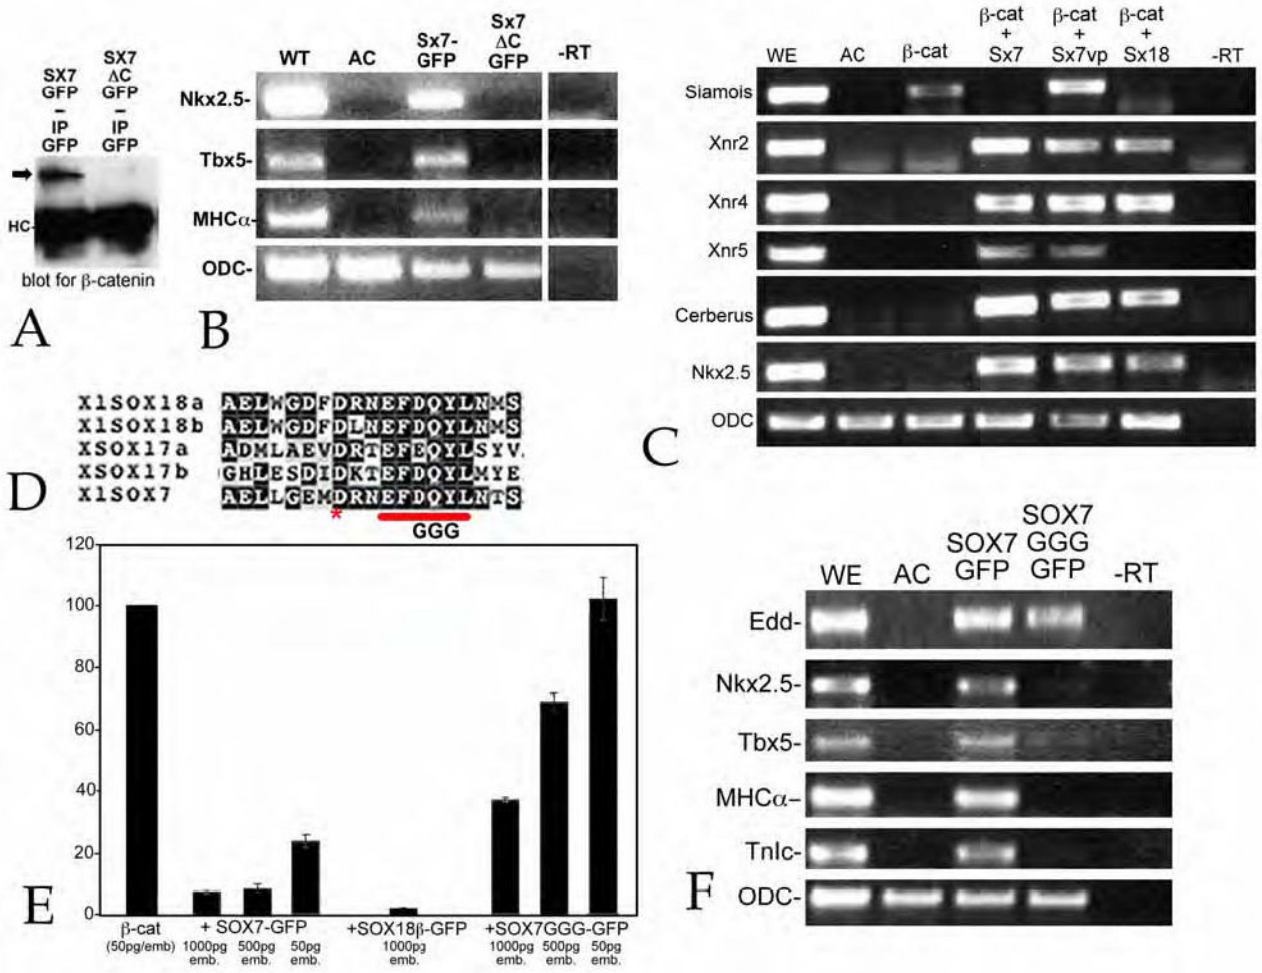 SX7 GFP – IP GFP
SX7 ΔC GFP – IP GFP
HC-
blot for β-catenin
A
WT AC Sx7-GFP Sx7 ΔC GFP -RT
Nkx2.5-
Tbx5-
MHCα-
ODC-
B
WE AC β-cat β-cat + Sx7 β-cat + Sx7vp β-cat + Sx18 -RT
Siamois
Xnr2
Xnr4
Xnr5
Cerberus
Nkx2.5
ODC
C
XlSOX18a AELWGDFDRNEFDQYLNMS
XlSOX18b AELWGDFDLNEFDQYLNMS
XSOX17a ADMLAEVDRTEFEQYLSYV
XSOX17b GHLESDIDKTEFDQYLMYE
XlSOX7 AELLGEMDRNEFDQYLNTS
*
GGG
D
120
100
80
60
40
20
0
β-cat + SOX7-GFP +SOX18β-GFP +SOX7GGG-GFP
(50pg/emb) 1000pg emb. 500pg emb. 50pg emb. 1000pg emb. 1000pg emb. 500pg emb. 50pg emb.
E
WE AC SOX7 GFP SOX7 GGG GFP -RT
Edd-
Nkx2.5-
Tbx5-
MHCα–
TnIc-
ODC-
F